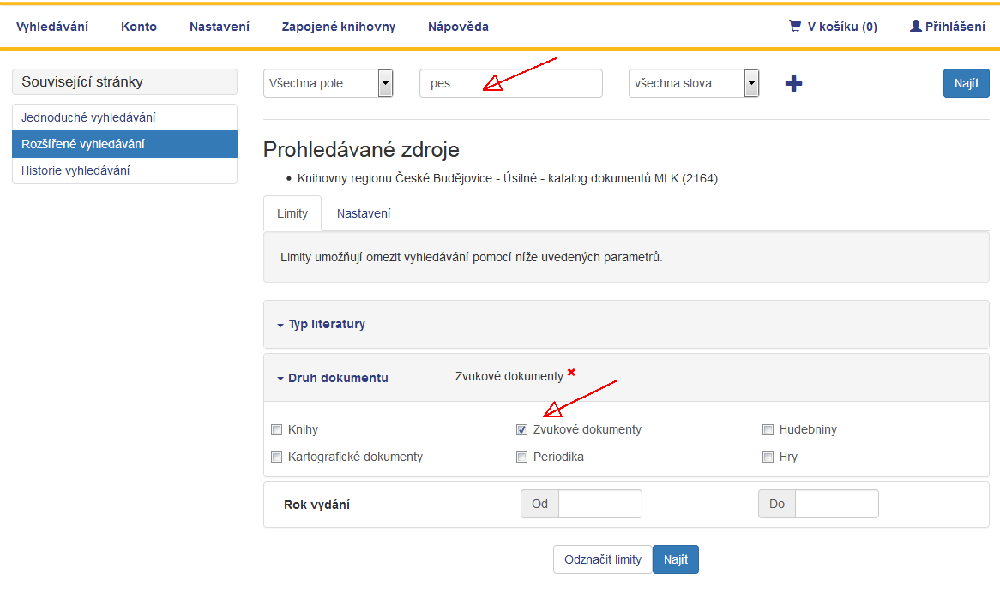 Vyhledávání Konto Nastavení Zapojené knihovny Nápověda V košíku (0) Přihlášení
Související stránky
Jednoduché vyhledávání
Rozšířené vyhledávání
Historie vyhledávání
Všechna pole pes všechna slova Najít
Prohledávané zdroje
• Knihovny regionu České Budějovice - Úsilné - katalog dokumentů MLK (2164)
Limity Nastavení
Limity umožňují omezit vyhledávání pomocí níže uvedených parametrů.
Typ literatury
Druh dokumentu Zvukové dokumenty
Knihy Zvukové dokumenty Hudebniny
Kartografické dokumenty Periodika Hry
Rok vydání Od Do
Odznačit limity Najít